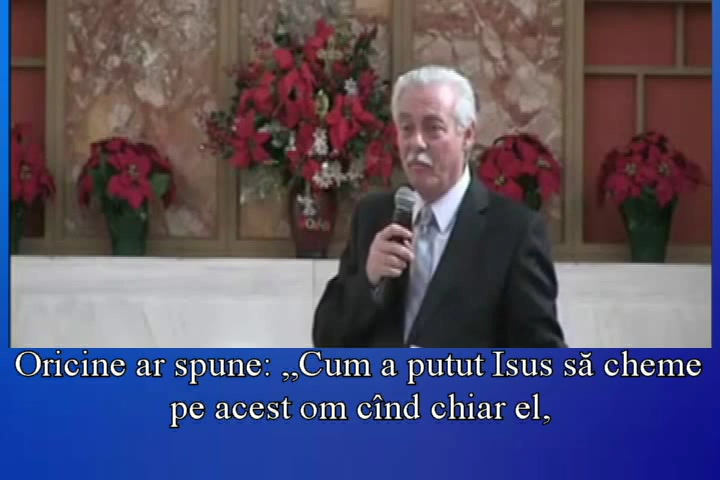 Oricine ar spune: ,,Cum a putut Isus să cheme
pe acest om cînd chiar el,